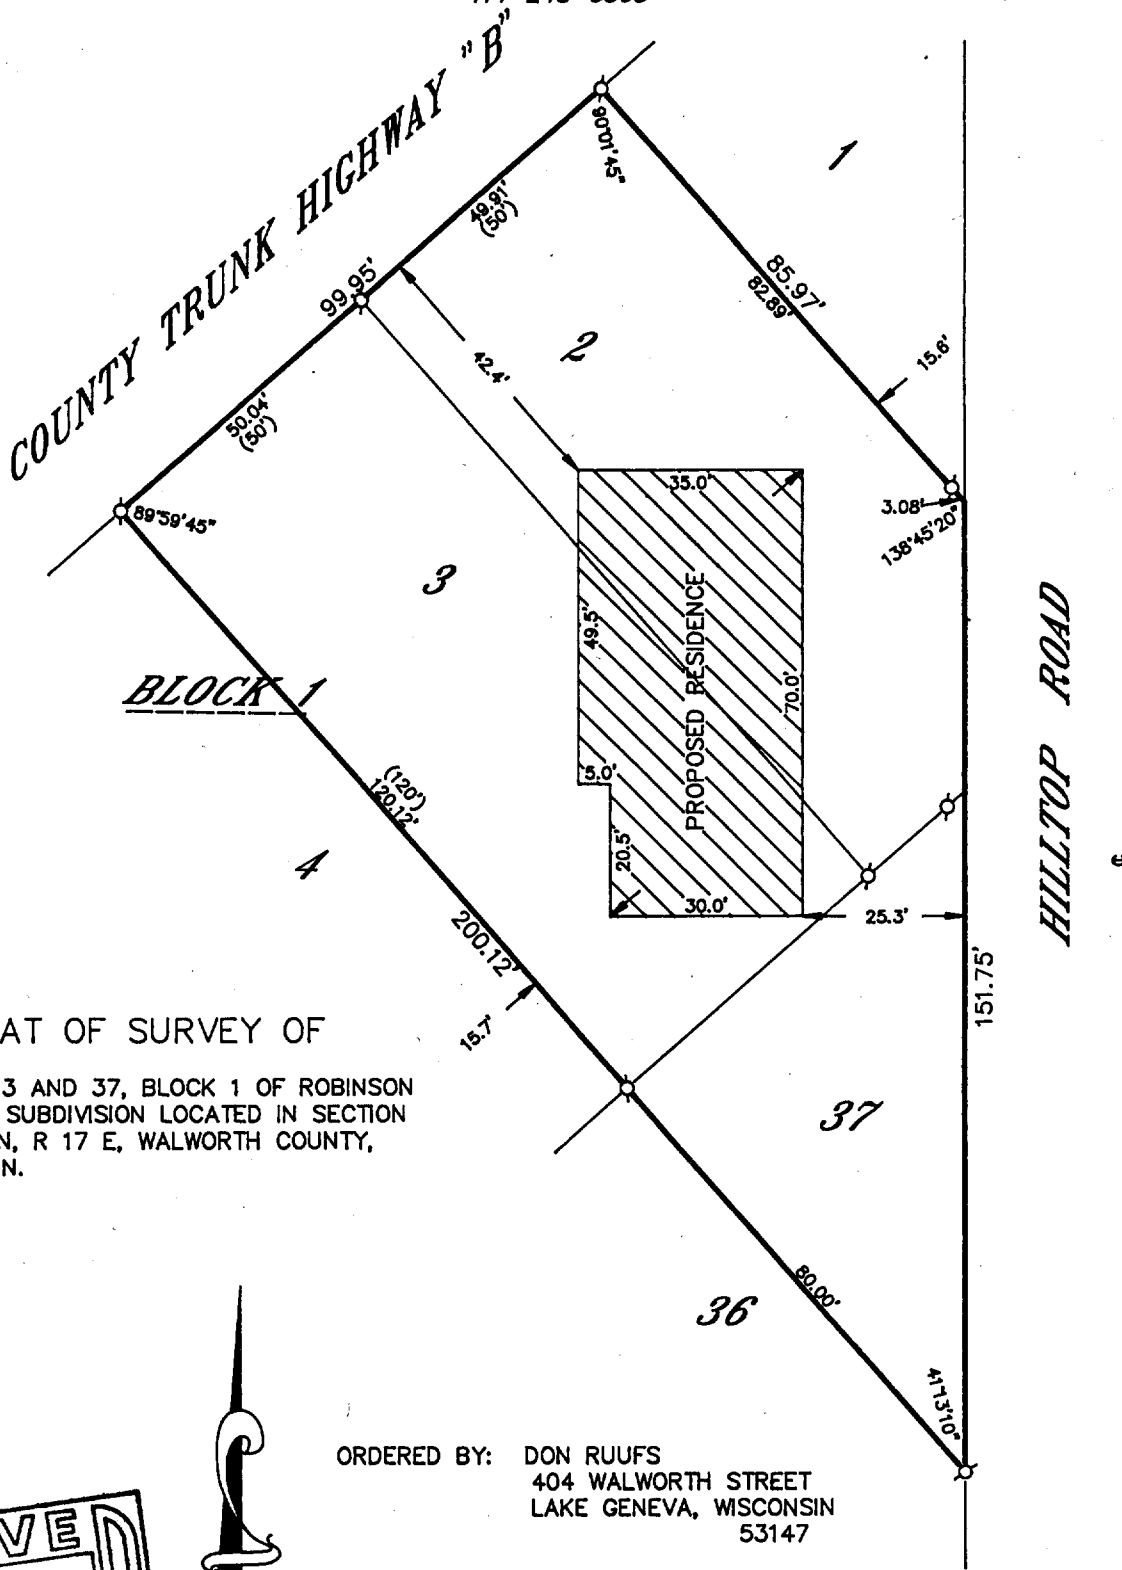 COUNTY TRUNK HIGHWAY "B"
90°01'45"
1
49.91'
(50')
99.95'
85.97'
82.89'
2
42.4'
15.6'
50.04'
(50')
89°59'45"
35.0'
3.08'
138°45'20"
3
49.5'
PROPOSED RESIDENCE
70.0'
HILLTOP ROAD
BLOCK 1
5.0'
(120')
120.12'
20.5'
4
30.0'
25.3'
200.12'
151.75'
15.7'
AT OF SURVEY OF
3 AND 37, BLOCK 1 OF ROBINSON
SUBDIVISION LOCATED IN SECTION
N, R 17 E, WALWORTH COUNTY,
N.
37
36
80.00'
41°13'10"
ORDERED BY: DON RUUFS
404 WALWORTH STREET
LAKE GENEVA, WISCONSIN
53147
VE